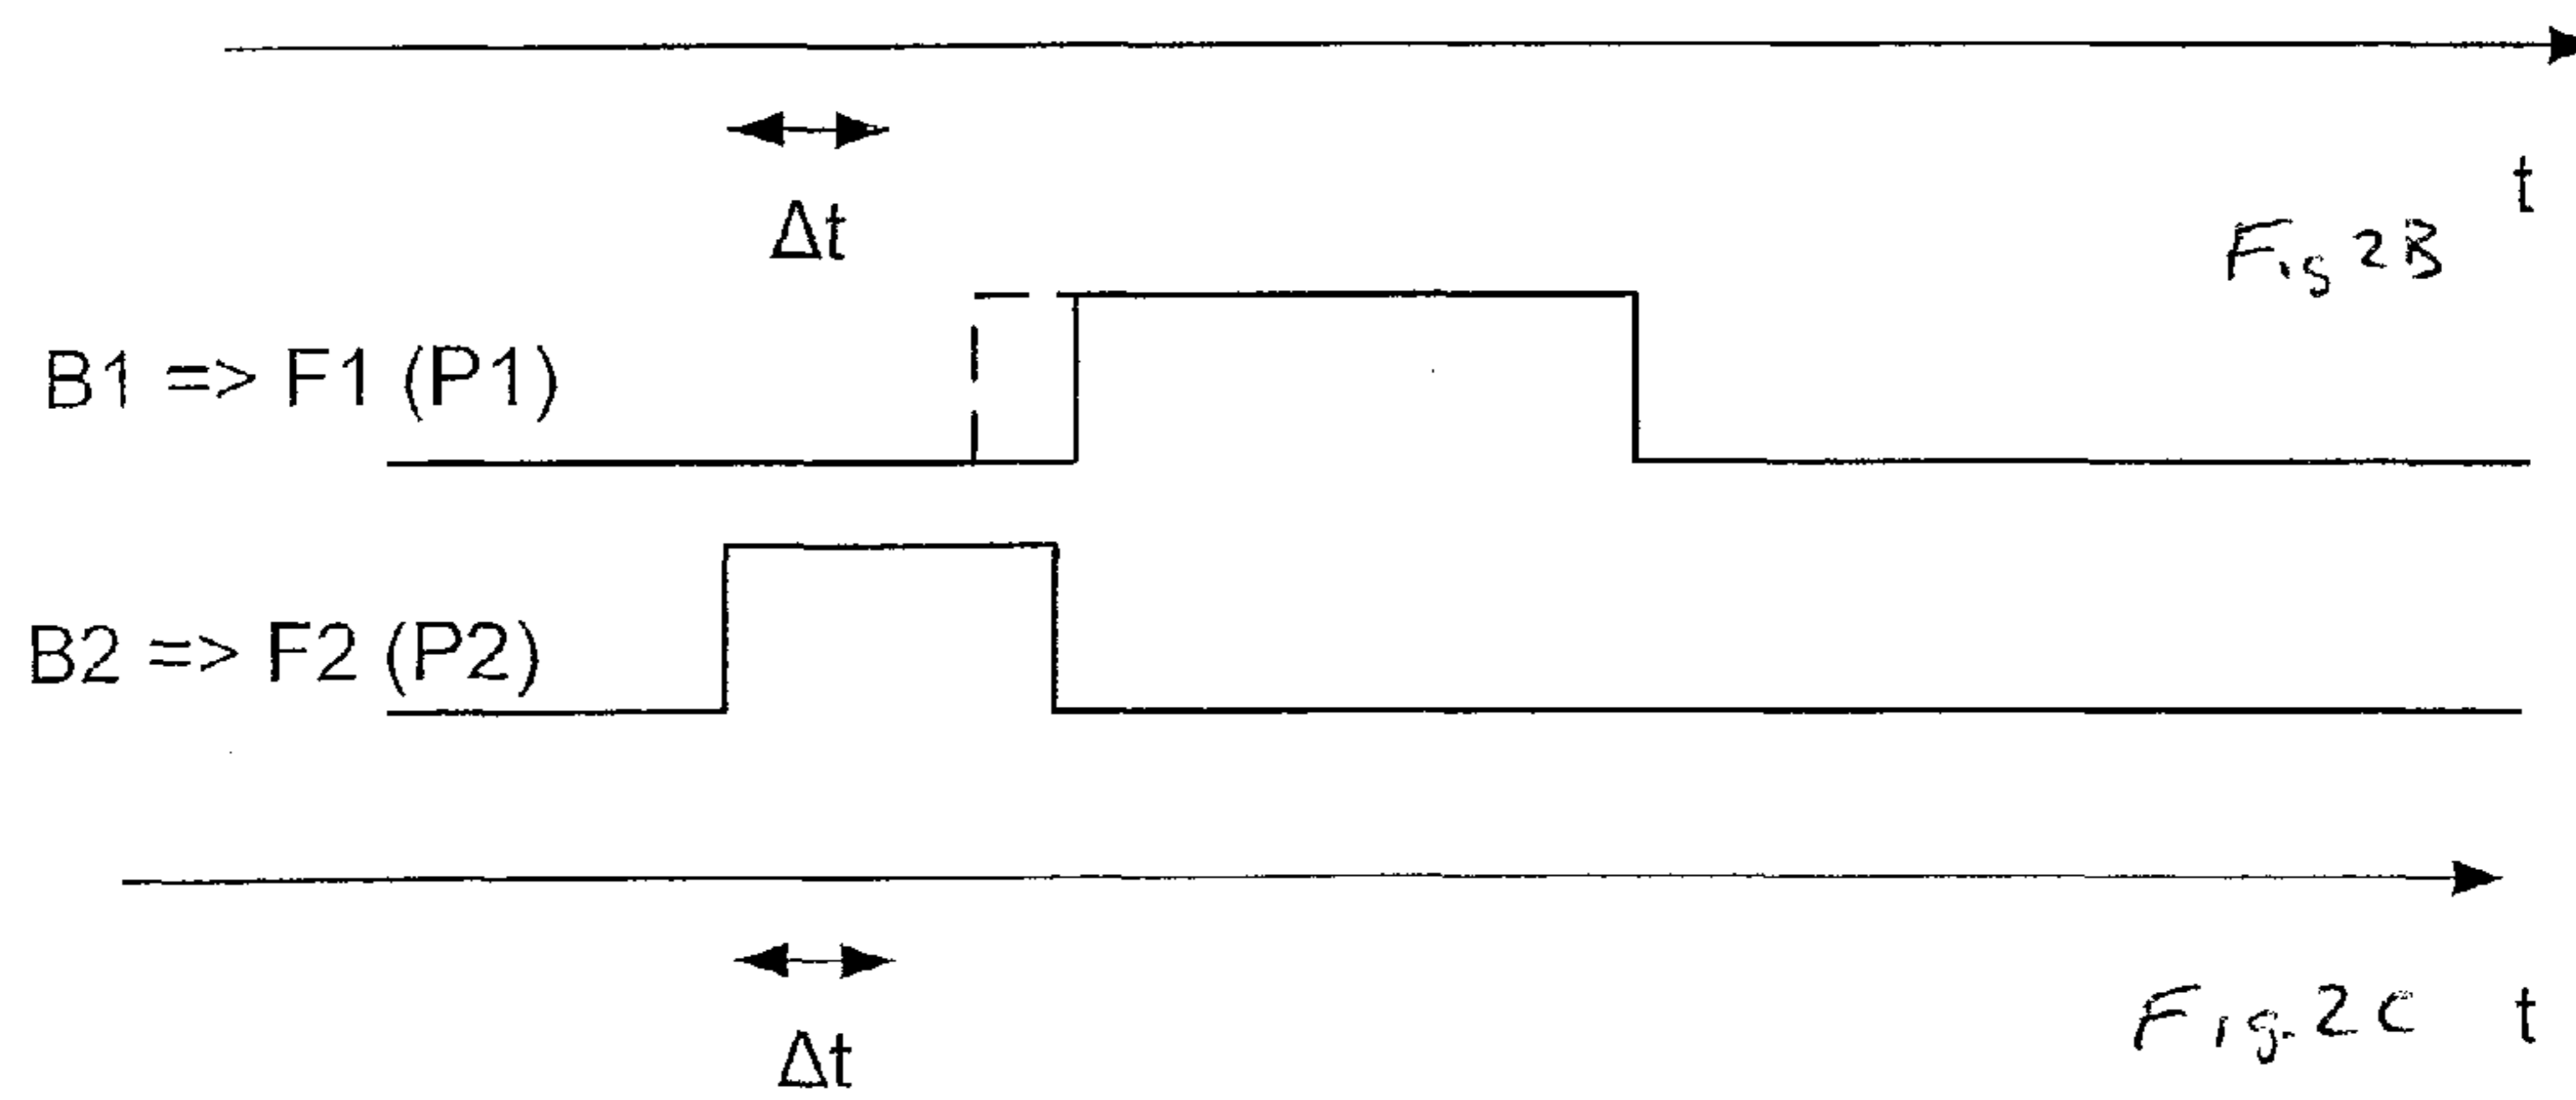 Δt
t
Fig 2B
B1 => F1 (P1)
B2 => F2 (P2)
Δt
Fig. 2C
t